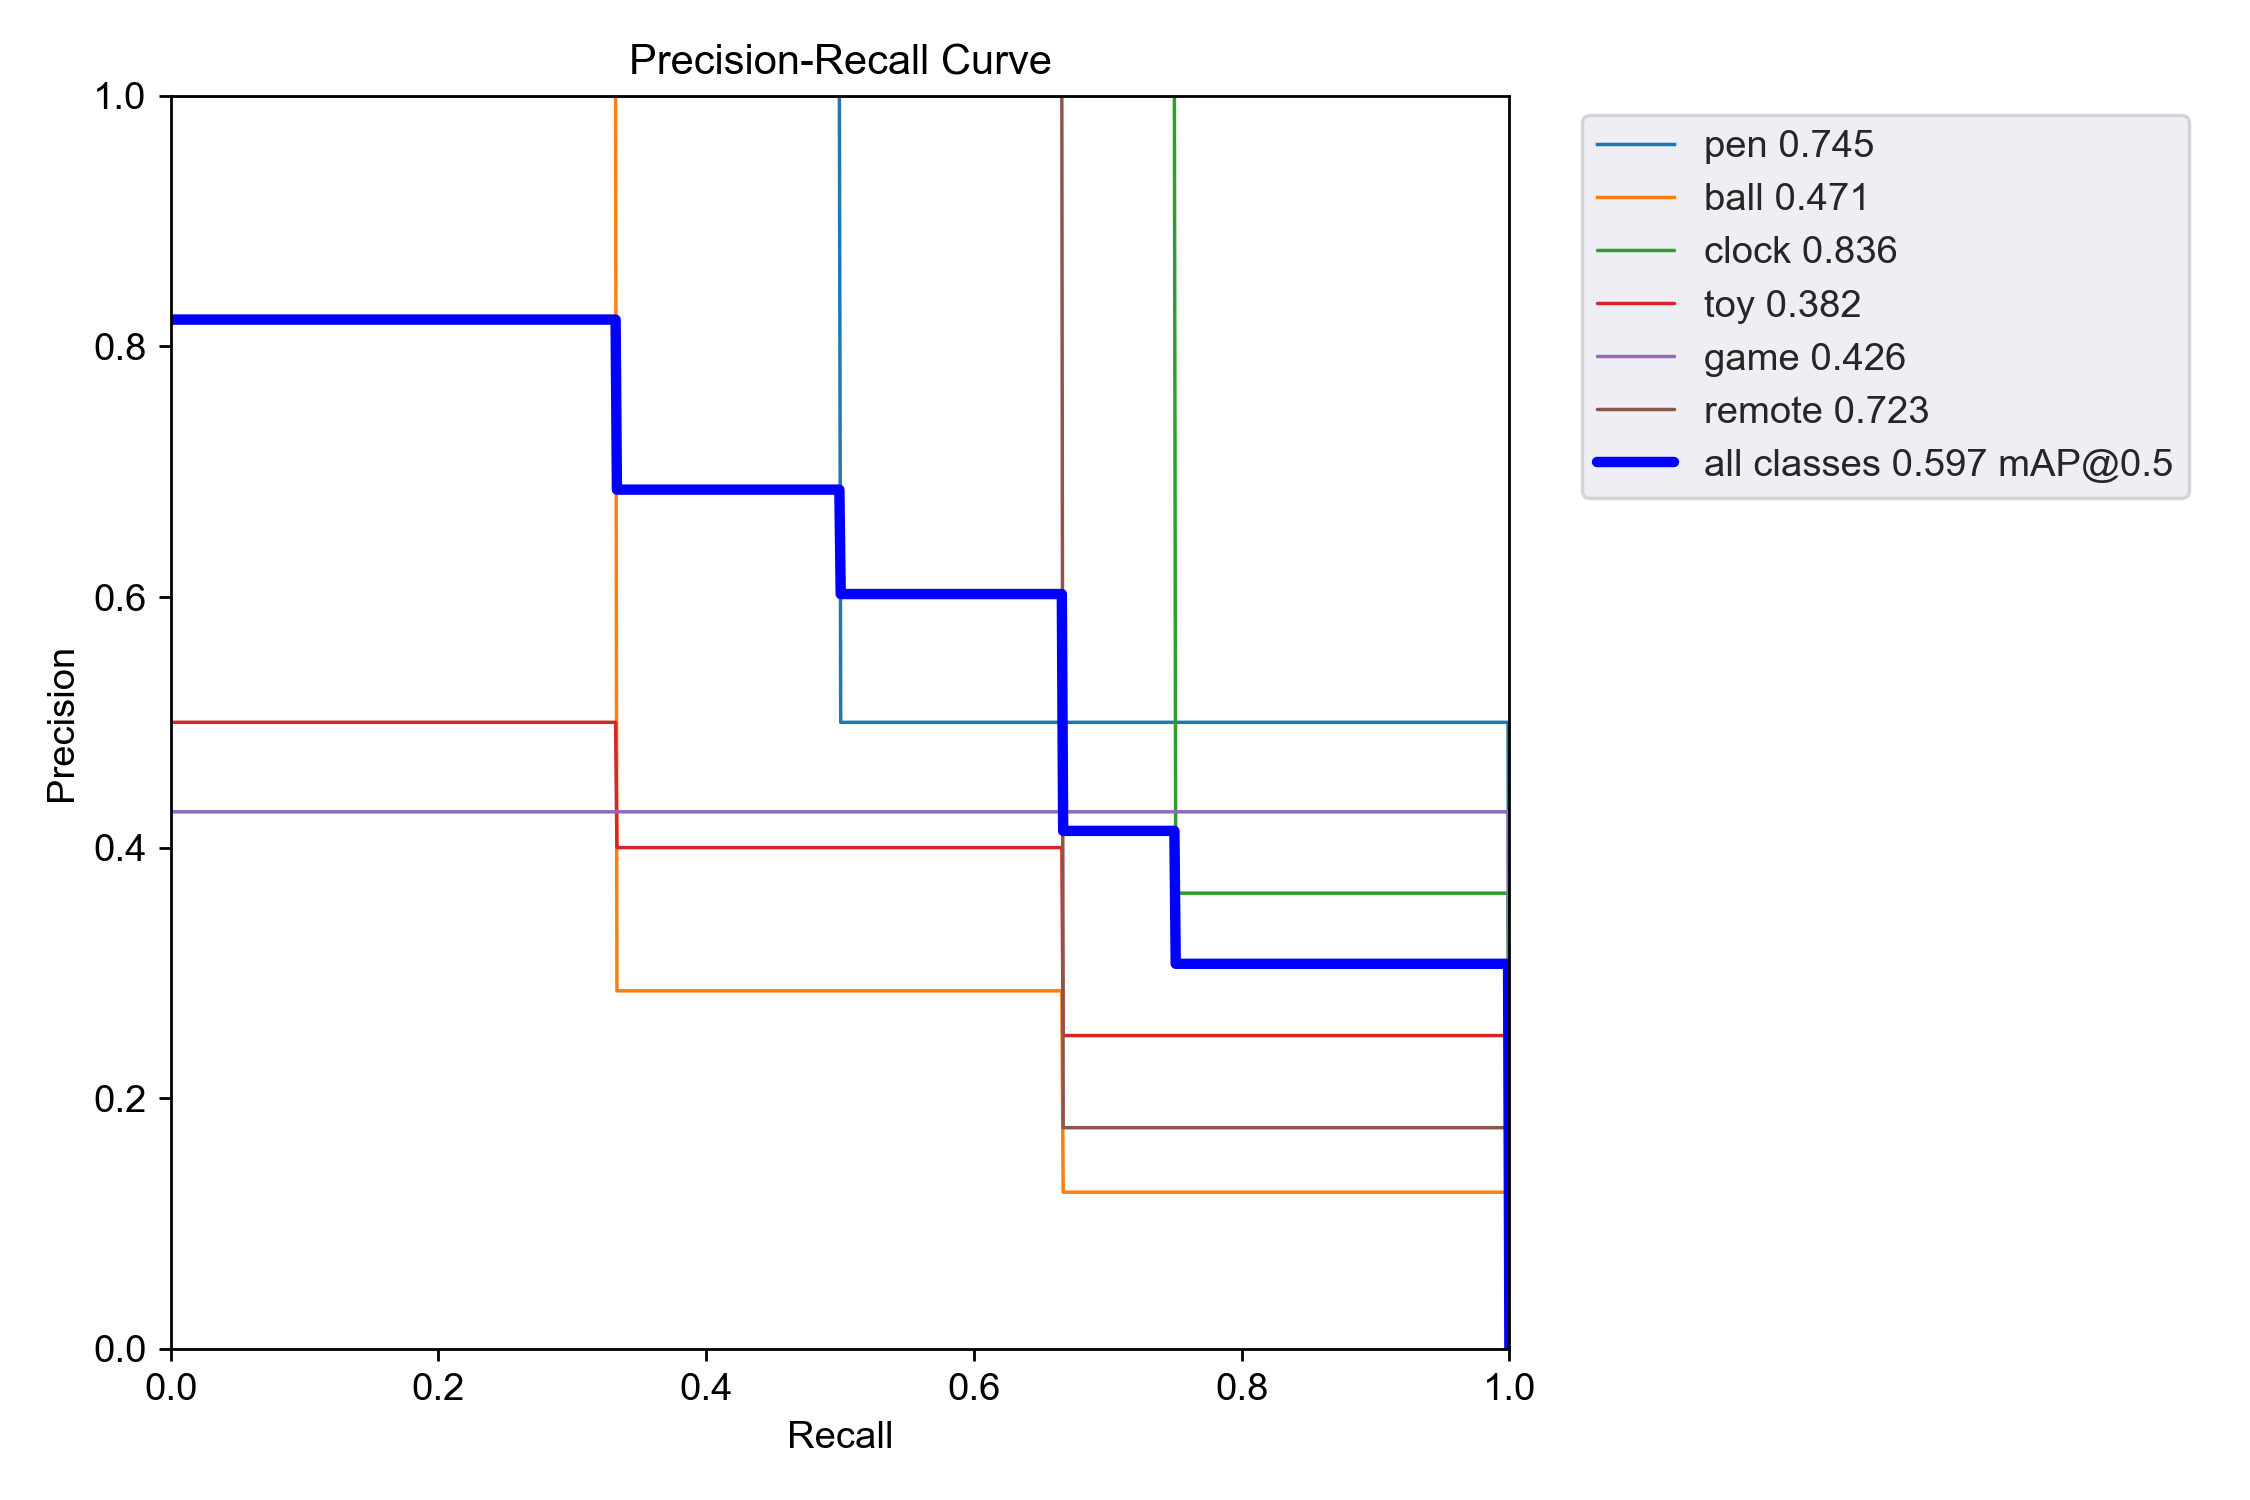 Precision-Recall Curve
1.0
0.8
0.6
0.4
0.2
0.0
Precision
0.0 0.2 0.4 0.6 0.8 1.0
Recall
pen 0.745
ball 0.471
clock 0.836
toy 0.382
game 0.426
remote 0.723
all classes 0.597 mAP@0.5